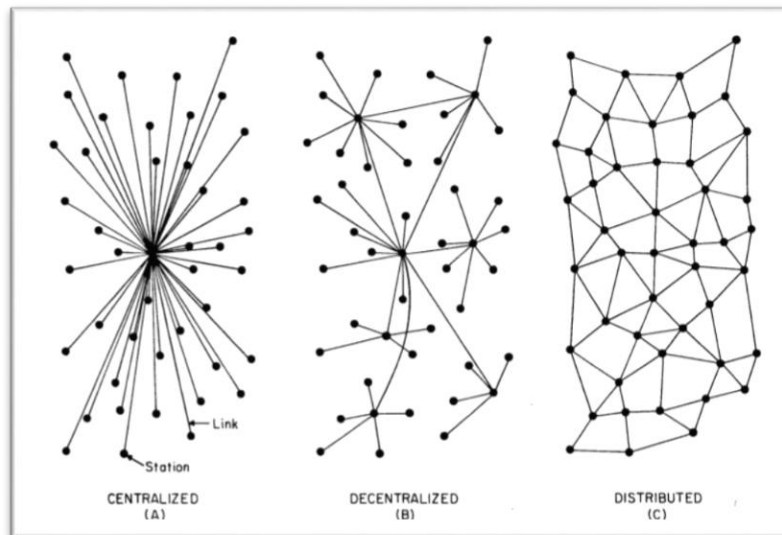 Link
Station
CENTRALIZED
(A)
DECENTRALIZED
(B)
DISTRIBUTED
(C)